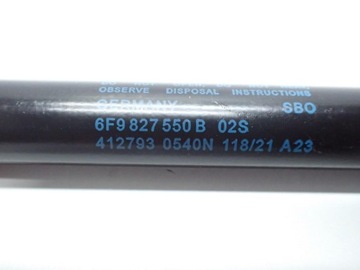 OBSERVE DISPOSAL INSTRUCTIONS
GERMANY SBO
6F9 827 550 B 02S
412793 0540N 118/21 A23